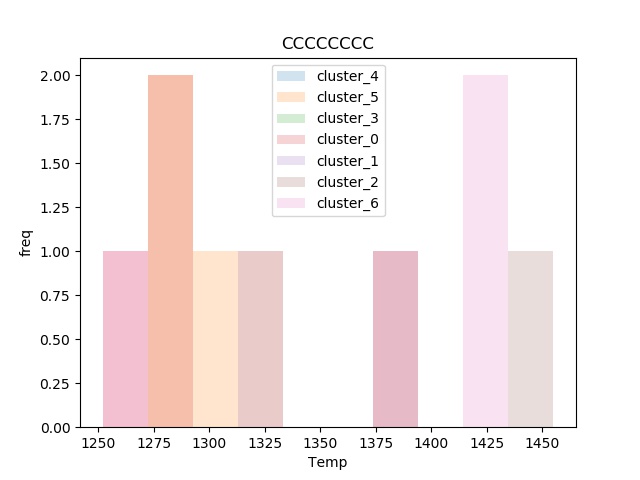 CCCCCCCC
cluster_4
cluster_5
cluster_3
cluster_0
cluster_1
cluster_2
cluster_6
2.00
1.75
1.50
1.25
1.00
0.75
0.50
0.25
0.00
freq
1250 1275 1300 1325 1350 1375 1400 1425 1450
Temp